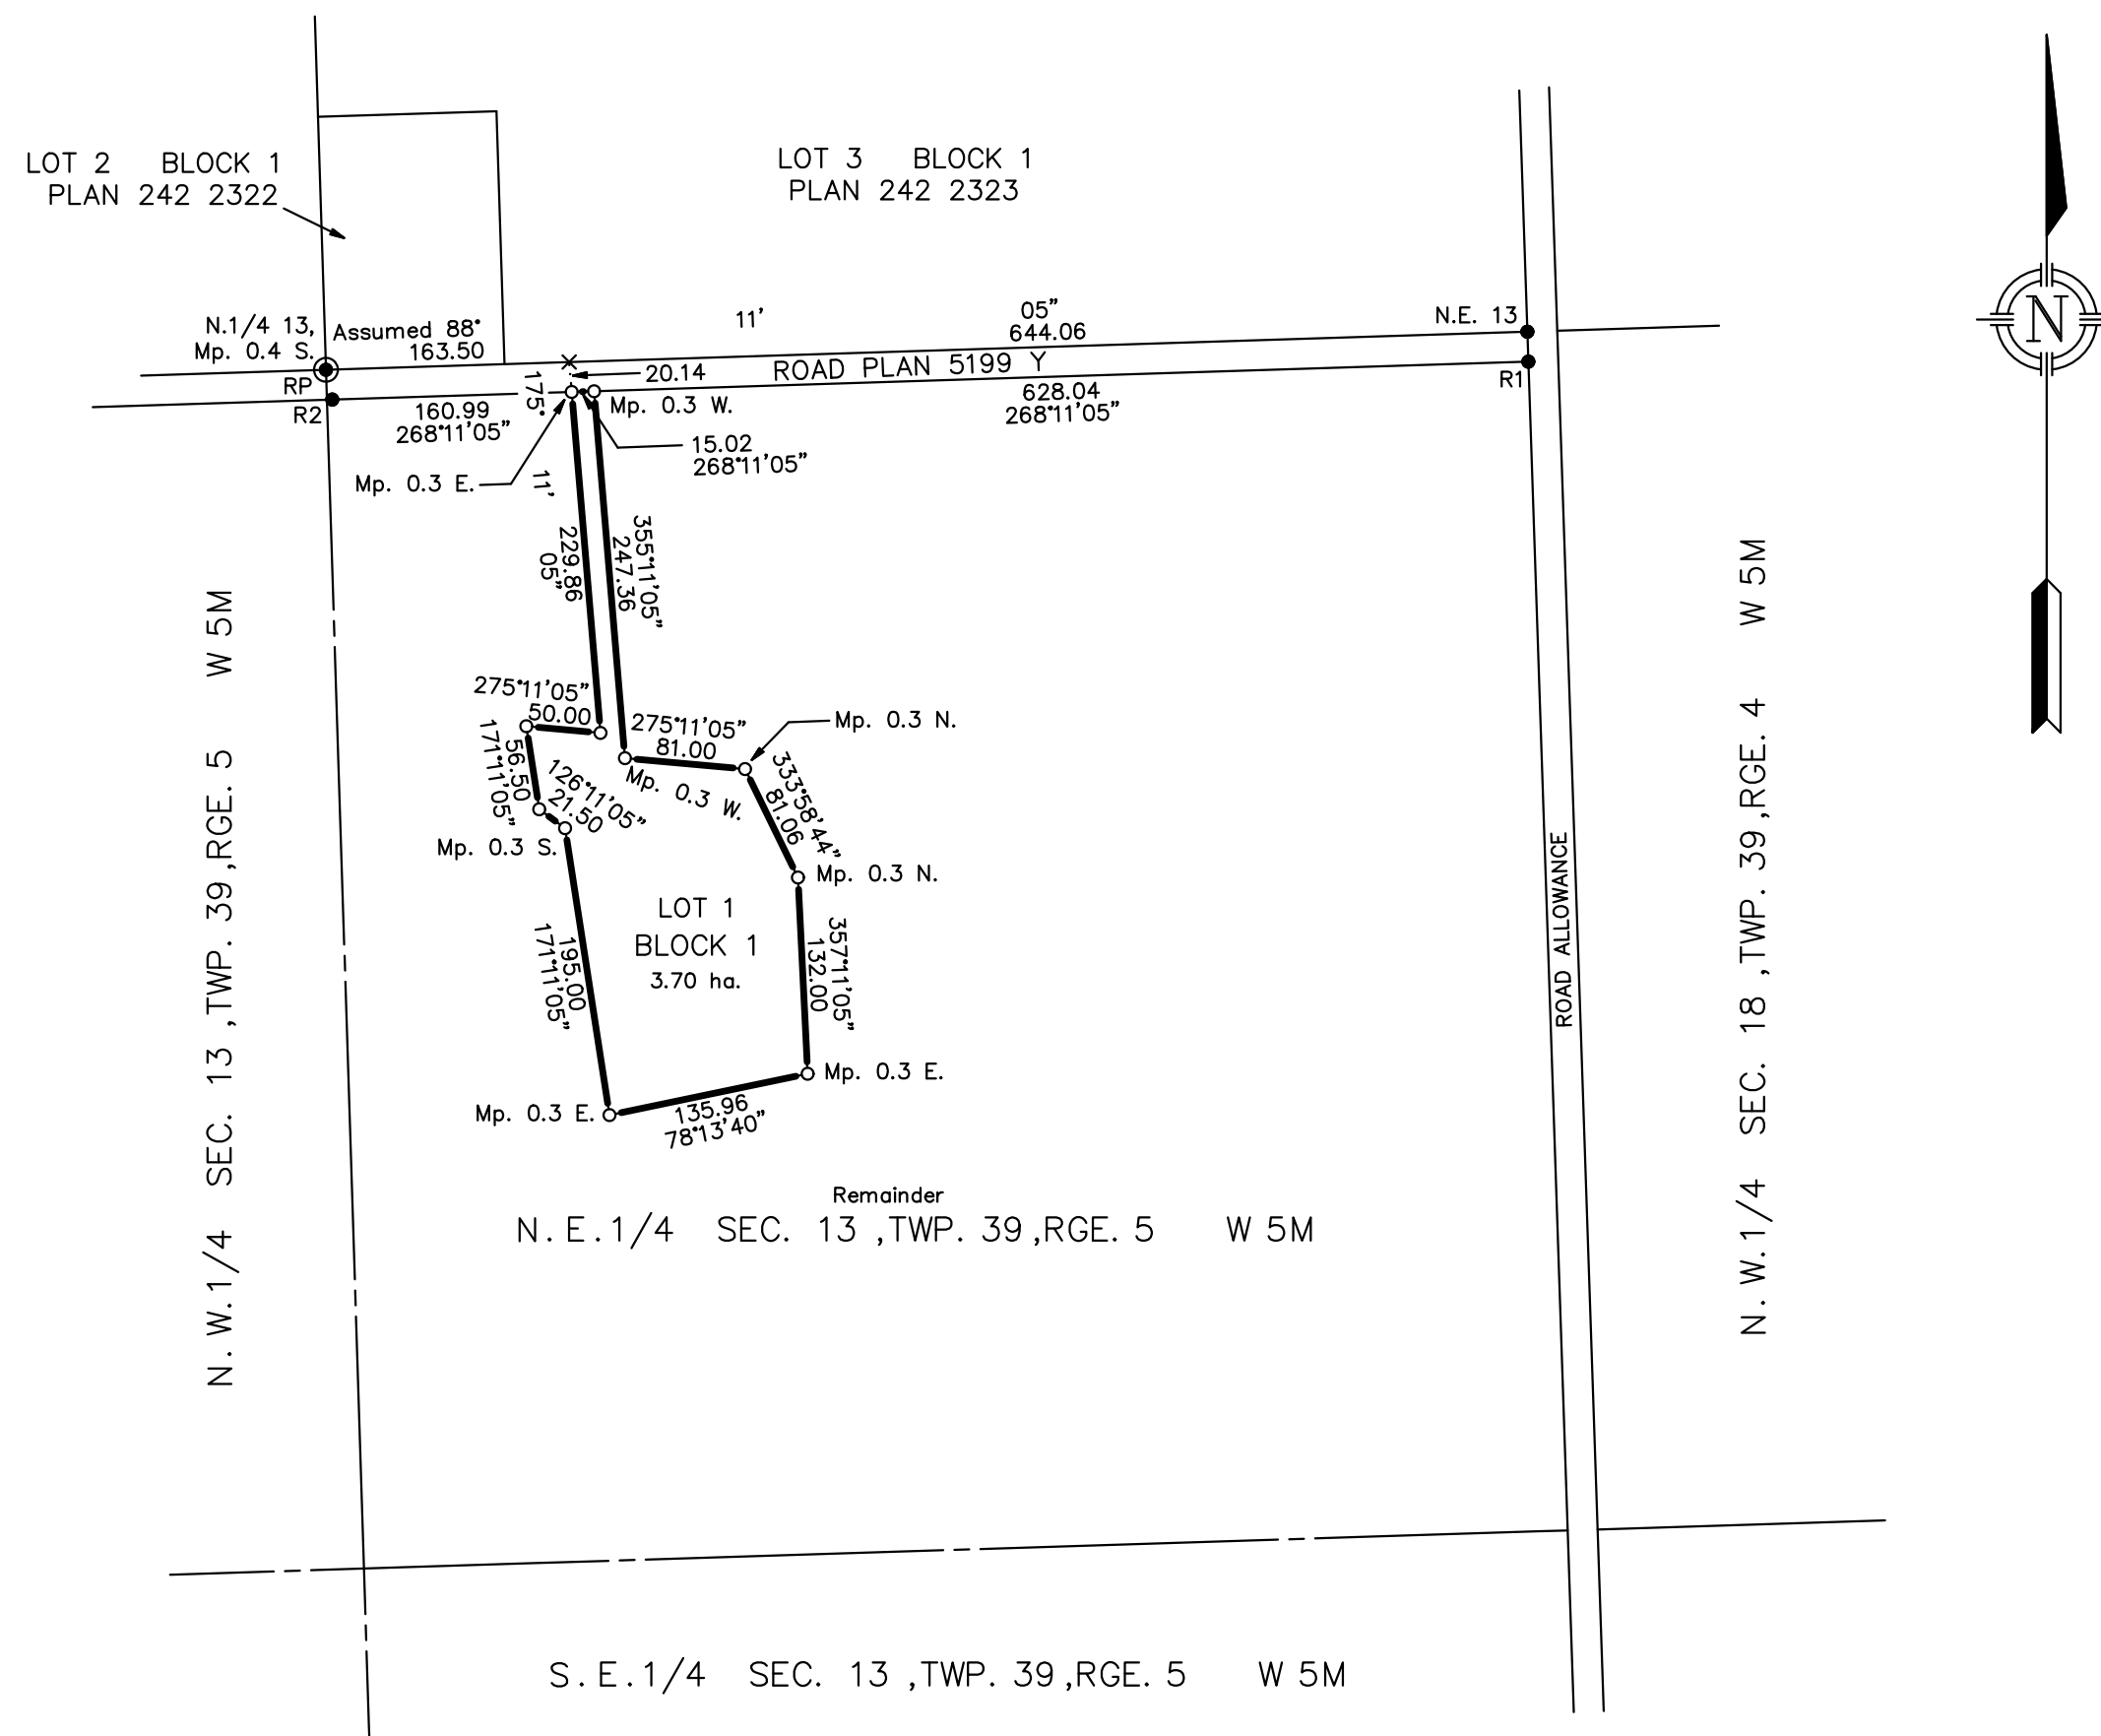 LOT 2 BLOCK 1
PLAN 242 2322
LOT 3 BLOCK 1
PLAN 242 2323
N
N.1/4 13,
Mp. 0.4 S.
Assumed 88°
11'
05"
163.50
644.06
N.E. 13
RP
R2
ROAD PLAN 5199 Y
R1
20.14
160.99
268°11'05"
Mp. 0.3 W.
628.04
268°11'05"
15.02
268°11'05"
Mp. 0.3 E.
175°
11'
05"
229.86
355°11'05"
247.36
275°11'05"
50.00
275°11'05"
81.00
Mp. 0.3 N.
56.50
171°11'05"
126°11'05"
21.50
Mp. 0.3 W.
333°58'44"
81.06
Mp. 0.3 S.
Mp. 0.3 N.
LOT 1
BLOCK 1
3.70 ha.
195.00
171°11'05"
357°11'05"
132.00
Mp. 0.3 E.
Mp. 0.3 E.
135.96
78°13'40"
Remainder
N.E.1/4 SEC. 13 ,TWP. 39 ,RGE. 5 W 5M
N.W.1/4 SEC. 13 ,TWP. 39 ,RGE. 5 W 5M
ROAD ALLOWANCE
N.W.1/4 SEC. 18 ,TWP. 39 ,RGE. 4 W 5M
S.E.1/4 SEC. 13 ,TWP. 39 ,RGE. 5 W 5M